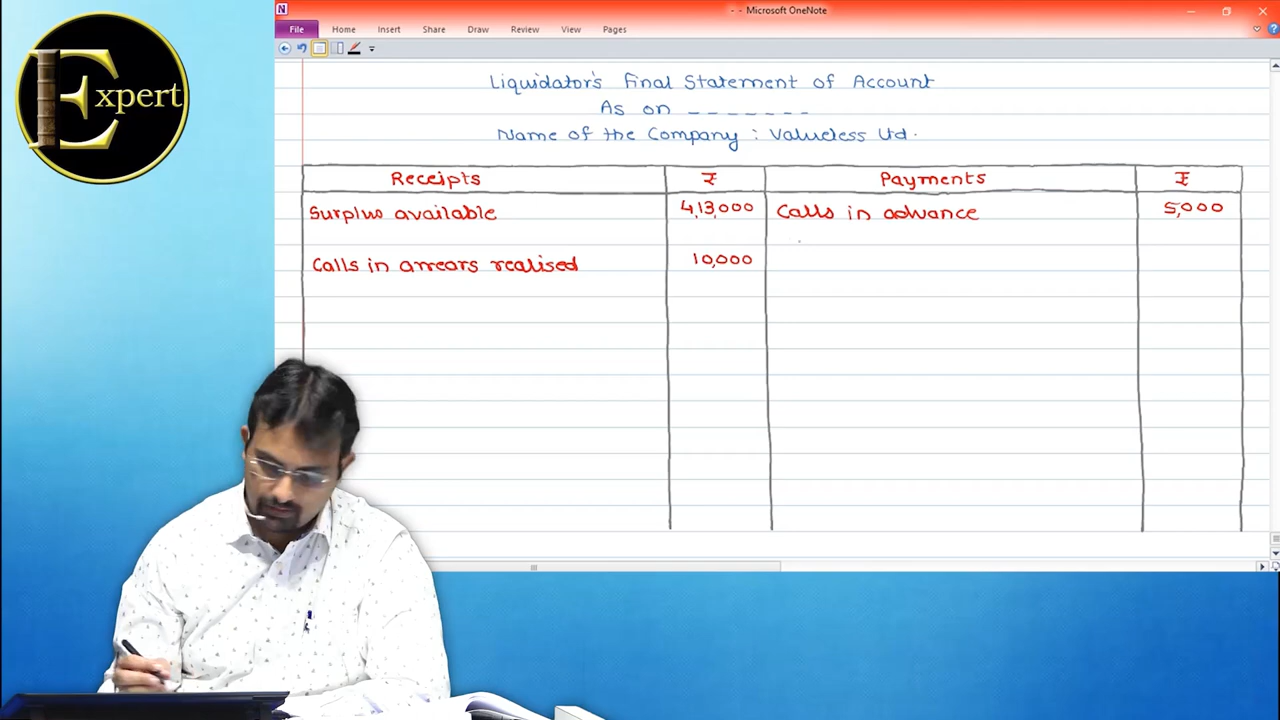 Expert
- - Microsoft OneNote
File Home Insert Share Draw Review View Pages
Liquidator's Final Statement of Account
As on - - - - - - -
Name of the Company : Valueless Ltd.
Receipts ₹ Payments ₹
Surplus available 4,13,000 Calls in advance 5,000
Calls in arrears realised 10,000